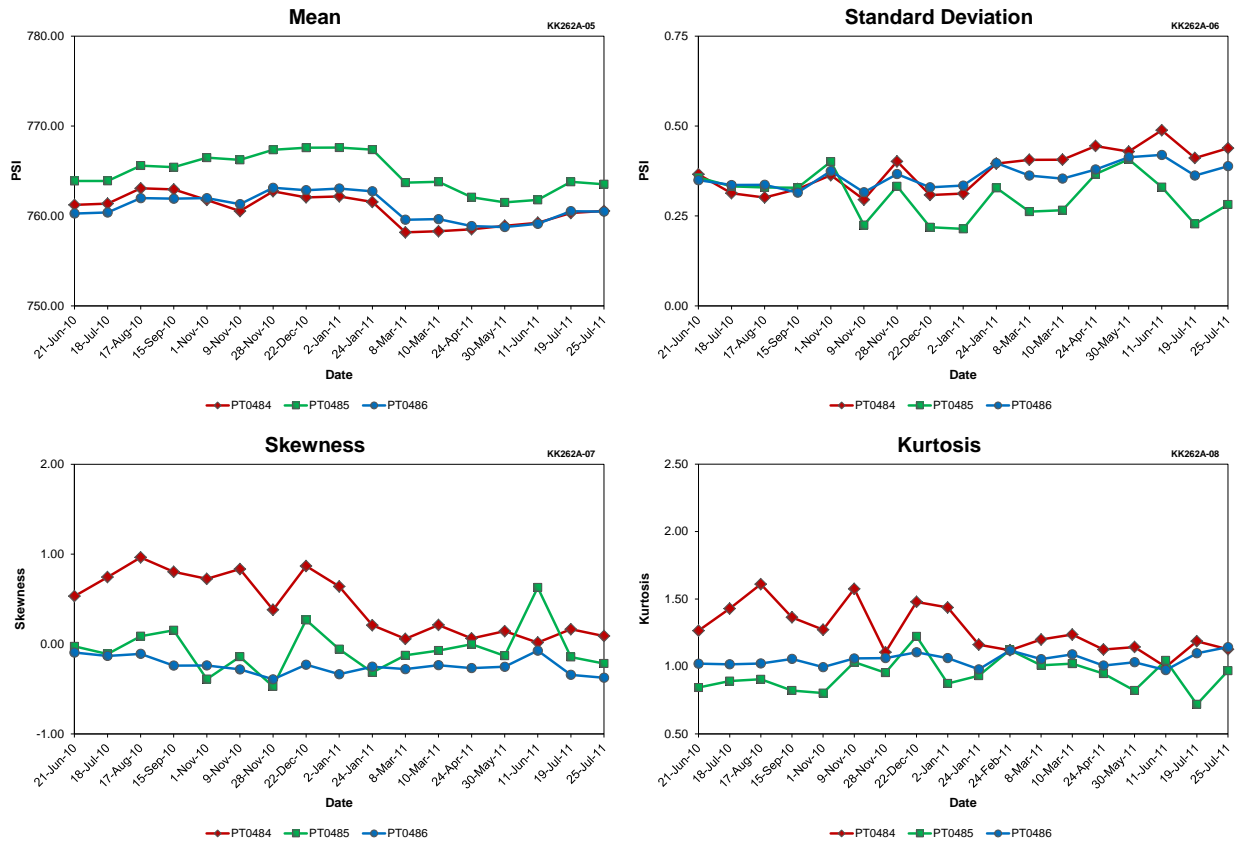 Mean
KK262A-05
780.00
770.00
760.00
750.00
PSI
21-Jun-10
18-Jul-10
17-Aug-10
15-Sep-10
1-Nov-10
9-Nov-10
28-Nov-10
22-Dec-10
2-Jan-11
24-Jan-11
8-Mar-11
10-Mar-11
24-Apr-11
30-May-11
11-Jun-11
19-Jul-11
25-Jul-11
Date
PT0484 PT0485 PT0486
Standard Deviation
KK262A-06
0.75
0.50
0.25
0.00
PSI
21-Jun-10
18-Jul-10
17-Aug-10
15-Sep-10
1-Nov-10
9-Nov-10
28-Nov-10
22-Dec-10
2-Jan-11
24-Jan-11
8-Mar-11
10-Mar-11
24-Apr-11
30-May-11
11-Jun-11
19-Jul-11
25-Jul-11
Date
PT0484 PT0485 PT0486
Skewness
KK262A-07
2.00
1.00
0.00
-1.00
Skewness
21-Jun-10
18-Jul-10
17-Aug-10
15-Sep-10
1-Nov-10
9-Nov-10
28-Nov-10
22-Dec-10
2-Jan-11
24-Jan-11
8-Mar-11
10-Mar-11
24-Apr-11
30-May-11
11-Jun-11
19-Jul-11
25-Jul-11
Date
PT0484 PT0485 PT0486
Kurtosis
KK262A-08
2.50
2.00
1.50
1.00
0.50
Kurtosis
21-Jun-10
18-Jul-10
17-Aug-10
15-Sep-10
1-Nov-10
9-Nov-10
28-Nov-10
22-Dec-10
2-Jan-11
24-Jan-11
24-Feb-11
8-Mar-11
10-Mar-11
24-Apr-11
30-May-11
11-Jun-11
19-Jul-11
25-Jul-11
Date
PT0484 PT0485 PT0486